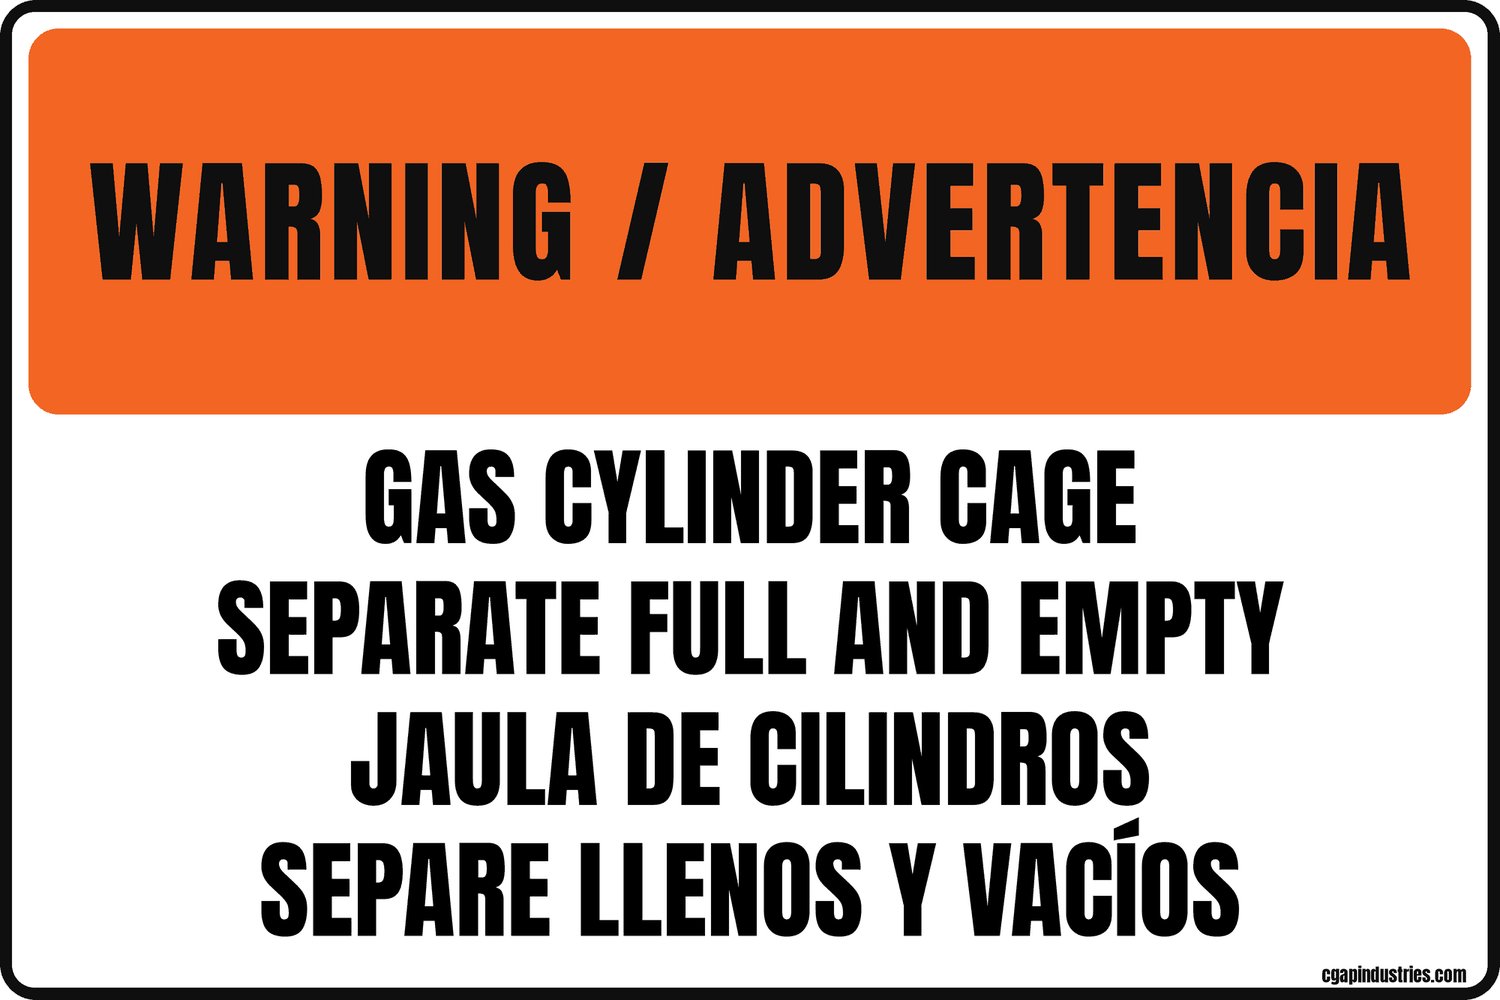 WARNING / ADVERTENCIA
GAS CYLINDER CAGE
SEPARATE FULL AND EMPTY
JAULA DE CILINDROS
SEPARE LLENOS Y VACÍOS
cgapindustries.com